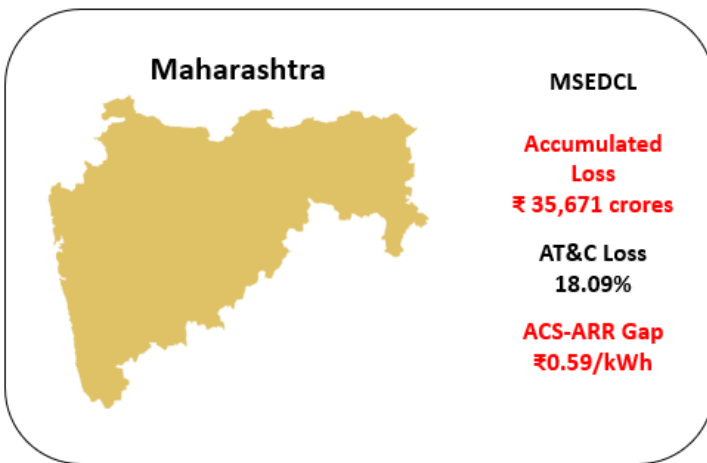 Maharashtra
MSEDCL
Accumulated
Loss
₹ 35,671 crores
AT&C Loss
18.09%
ACS-ARR Gap
₹0.59/kWh